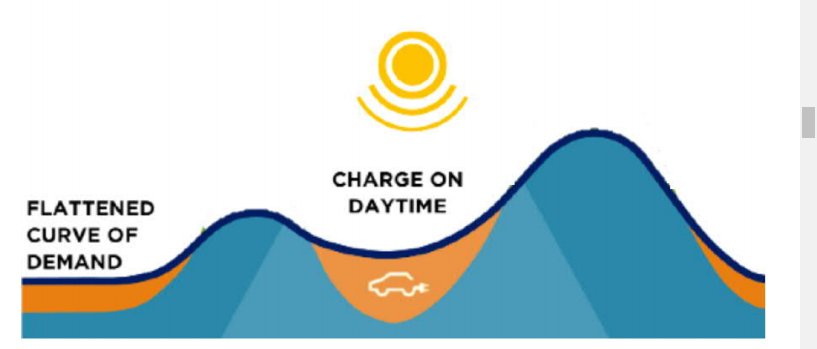 CHARGE ON
DAYTIME
FLATTENED
CURVE OF
DEMAND